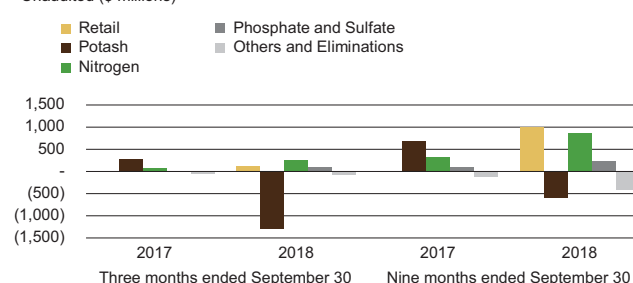 Unaudited ($ millions)
Retail
Potash
Nitrogen
Phosphate and Sulfate
Others and Eliminations
1,500
1,000
500
-
(500)
(1,000)
(1,500)
2017 2018 2017 2018
Three months ended September 30 Nine months ended September 30